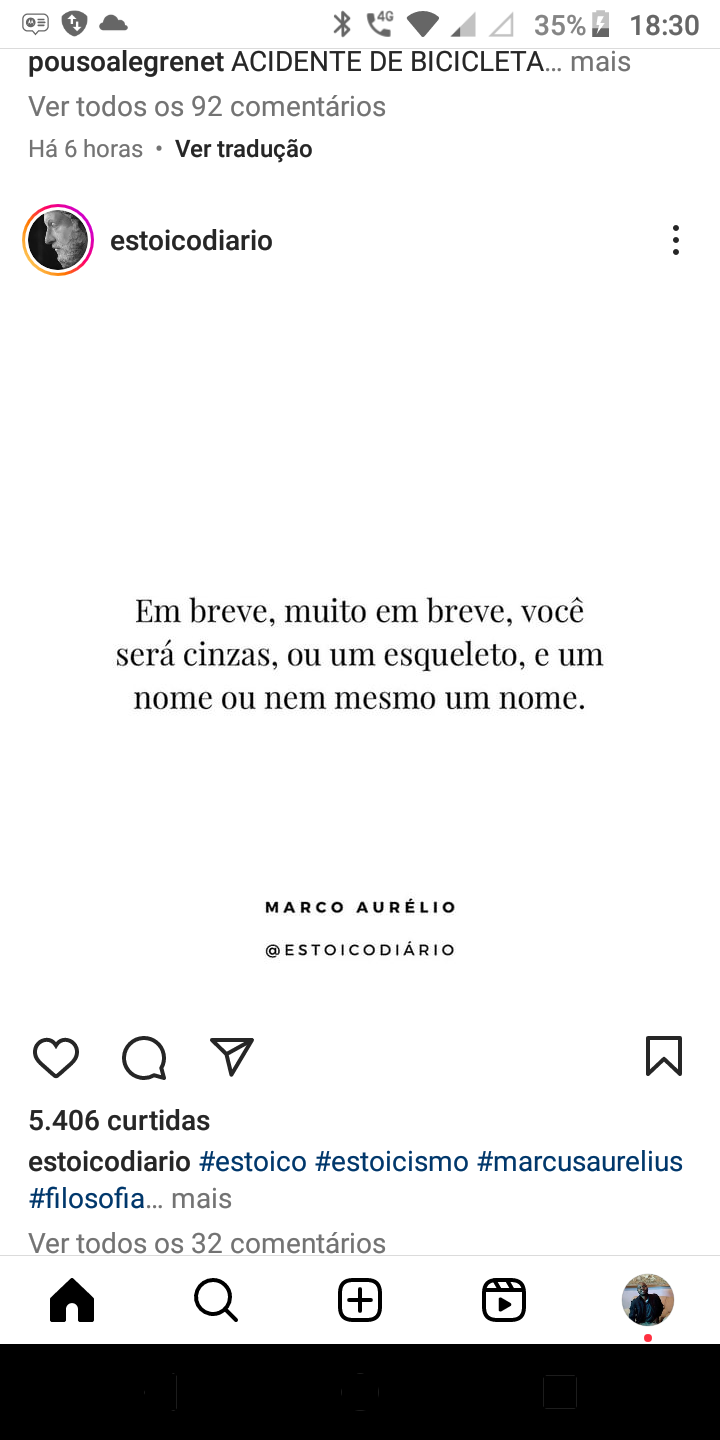 4G 35% 18:30
pousoalegrenet ACIDENTE DE BICICLETA... mais
Ver todos os 92 comentários
Há 6 horas • Ver tradução
estoicodiario
Em breve, muito em breve, você
será cinzas, ou um esqueleto, e um
nome ou nem mesmo um nome.
MARCO AURÉLIO
@ESTOICODIÁRIO
5.406 curtidas
estoicodiario #estoico #estoicismo #marcusaurelius
#filosofia... mais
Ver todos os 32 comentários